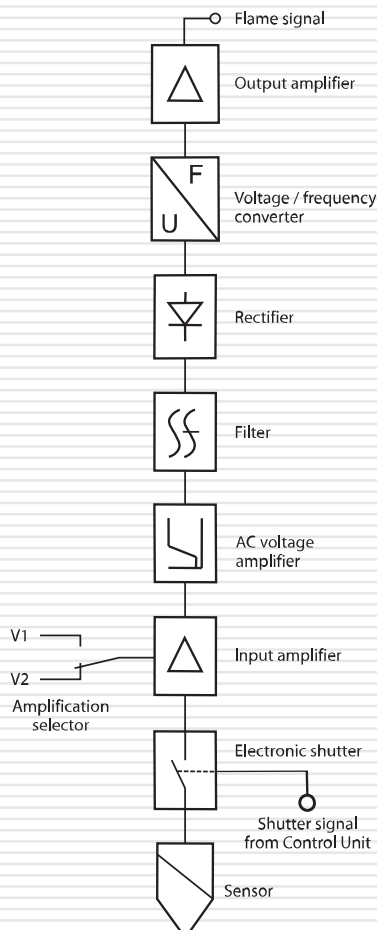 Flame signal
Output amplifier
F
U
Voltage / frequency
converter
Rectifier
Filter
AC voltage
amplifier
V1
V2
Input amplifier
Amplification
selector
Electronic shutter
Shutter signal
from Control Unit
Sensor